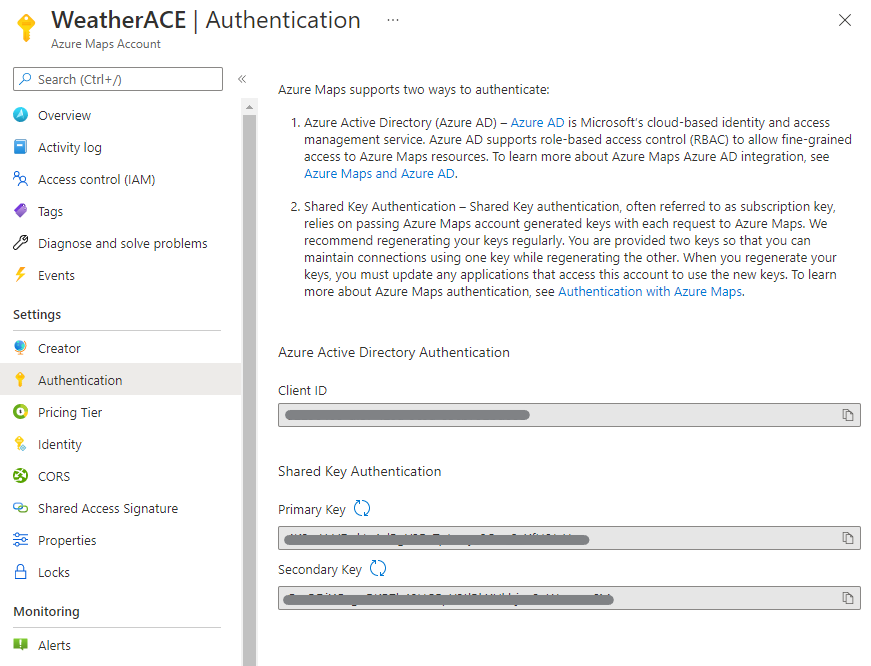 WeatherACE | Authentication ...
Azure Maps Account
Search (Ctrl+/)
«
Overview
Activity log
Access control (IAM)
Tags
Diagnose and solve problems
Events
Settings
Creator
Authentication
Pricing Tier
Identity
CORS
Shared Access Signature
Properties
Locks
Monitoring
Alerts
Azure Maps supports two ways to authenticate:
1. Azure Active Directory (Azure AD) – Azure AD is Microsoft's cloud-based identity and access
management service. Azure AD supports role-based access control (RBAC) to allow fine-grained
access to Azure Maps resources. To learn more about Azure Maps Azure AD integration, see
Azure Maps and Azure AD.
2. Shared Key Authentication – Shared Key authentication, often referred to as subscription key,
relies on passing Azure Maps account generated keys with each request to Azure Maps. We
recommend regenerating your keys regularly. You are provided two keys so that you can
maintain connections using one key while regenerating the other. When you regenerate your
keys, you must update any applications that access this account to use the new keys. To learn
more about Azure Maps authentication, see Authentication with Azure Maps.
Azure Active Directory Authentication
Client ID
Shared Key Authentication
Primary Key
Secondary Key